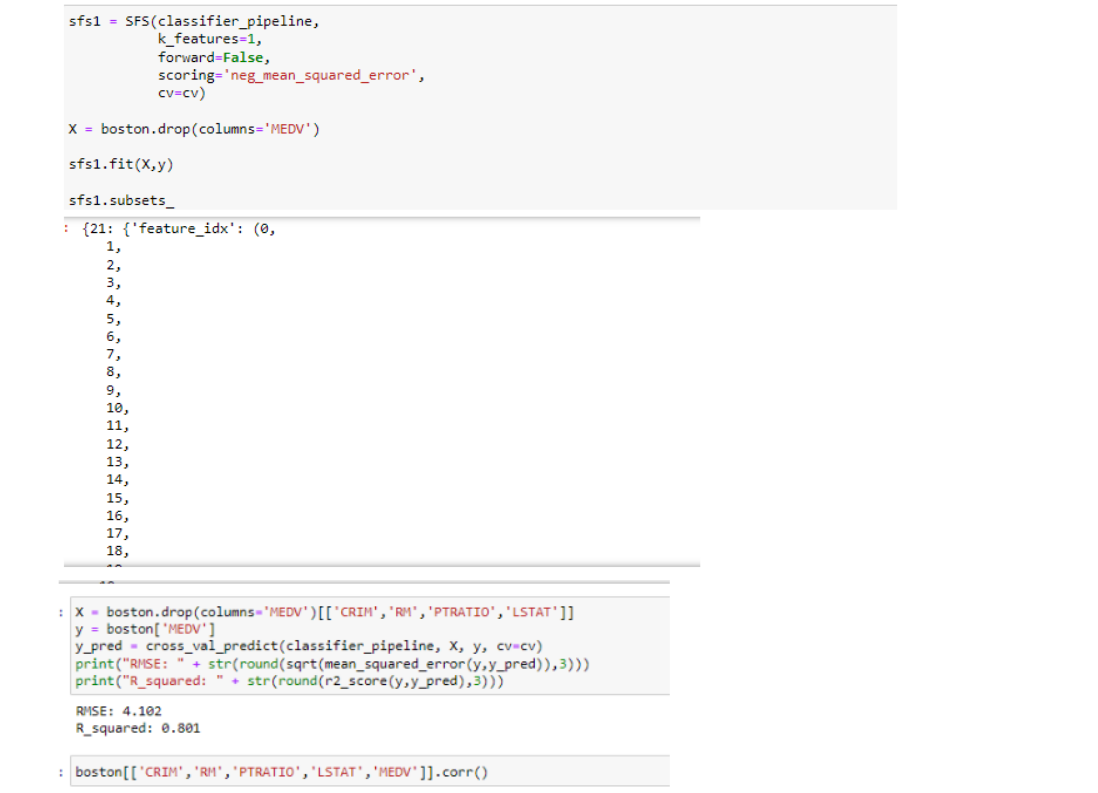 sfs1 = SFS(classifier_pipeline,
k_features=1,
forward=False,
scoring='neg_mean_squared_error',
cv=cv)
X = boston.drop(columns='MEDV')
sfs1.fit(X,y)
sfs1.subsets_
: {21: {'feature_idx': (0,
1,
2,
3,
4,
5,
6,
7,
8,
9,
10,
11,
12,
13,
14,
15,
16,
17,
18,
: X = boston.drop(columns='MEDV')[['CRIM','RM','PTRATIO','LSTAT']]
y = boston['MEDV']
y_pred = cross_val_predict(classifier_pipeline, X, y, cv=cv)
print("RMSE: " + str(round(sqrt(mean_squared_error(y,y_pred)),3)))
print("R_squared: " + str(round(r2_score(y,y_pred),3)))
RMSE: 4.102
R_squared: 0.801
: boston[['CRIM','RM','PTRATIO','LSTAT','MEDV']].corr()